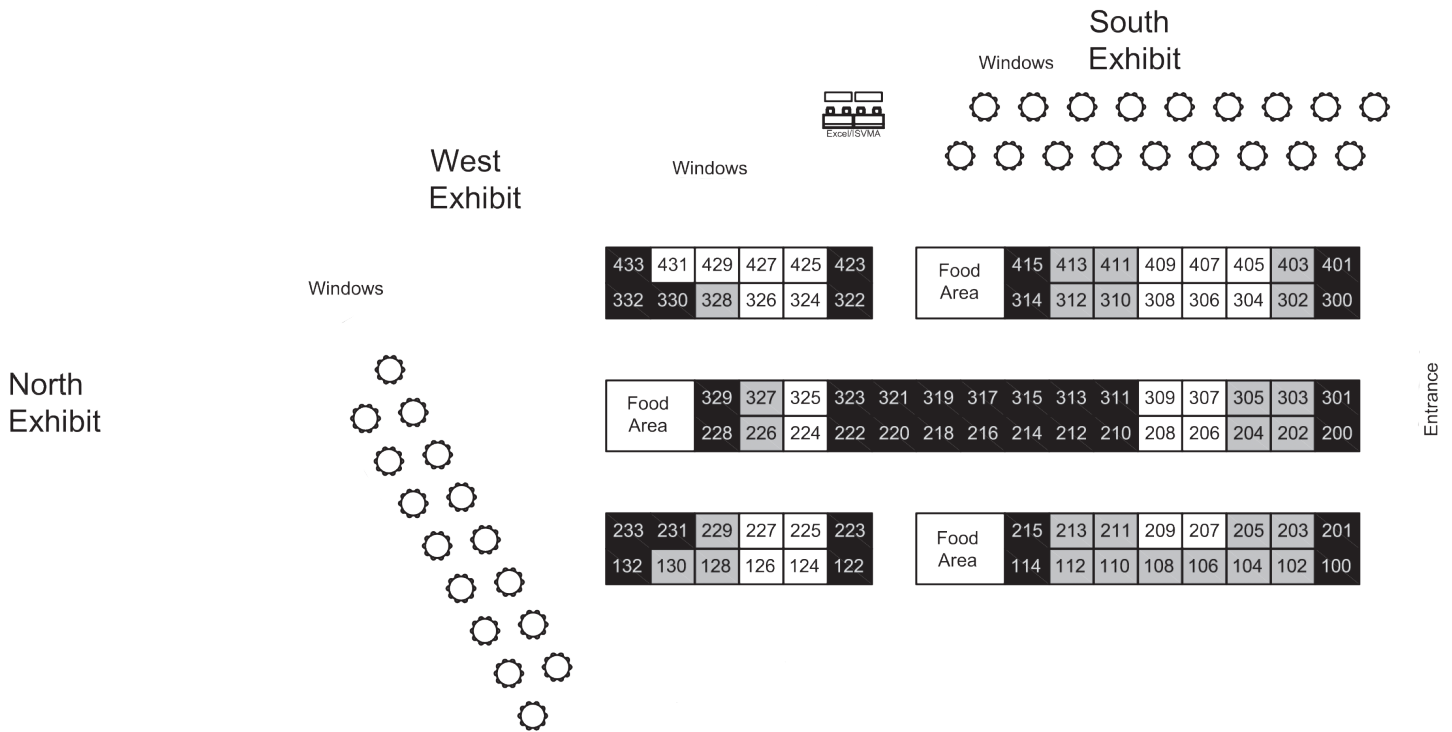 South
Exhibit
Windows
Excel/ISVMA
West
Exhibit
Windows
433 431 429 427 425 423
332 330 328 326 324 322
Food
Area
415 413 411 409 407 405 403 401
314 312 310 308 306 304 302 300
Windows
North
Exhibit
Food
Area
329 327 325 323 321 319 317 315 313 311 309 307 305 303 301
228 226 224 222 220 218 216 214 212 210 208 206 204 202 200
Entrance
233 231 229 227 225 223
132 130 128 126 124 122
Food
Area
215 213 211 209 207 205 203 201
114 112 110 108 106 104 102 100